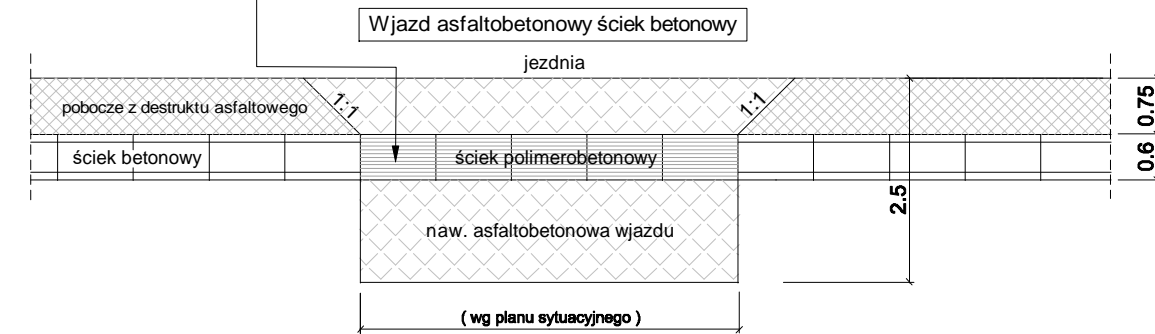 Wjazd asfaltobetonowy ściek betonowy
jezdnia
pobocze z destruktu asfaltowego
1:1
1:1
0.75
ściek betonowy
ściek polimerobetonowy
0.6
2.5
naw. asfaltobetonowa wjazdu
( wg planu sytuacyjnego )